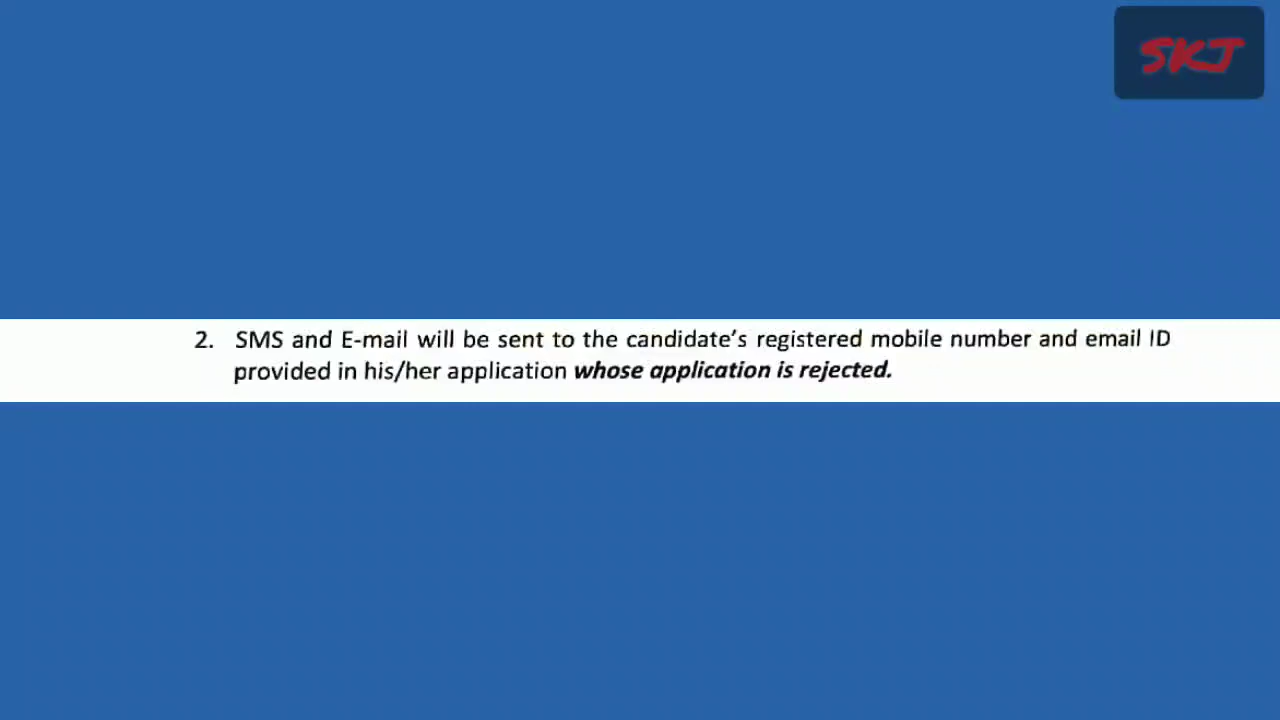 SKJ
2. SMS and E-mail will be sent to the candidate's registered mobile number and email ID
provided in his/her application whose application is rejected.